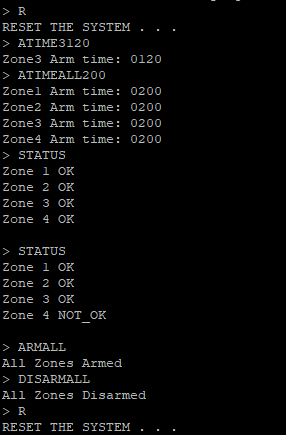 > R
RESET THE SYSTEM . . .
> ATIME3120
Zone3 Arm time: 0120
> ATIMEALL200
Zone1 Arm time: 0200
Zone2 Arm time: 0200
Zone3 Arm time: 0200
Zone4 Arm time: 0200
> STATUS
Zone 1 OK
Zone 2 OK
Zone 3 OK
Zone 4 OK
> STATUS
Zone 1 OK
Zone 2 OK
Zone 3 OK
Zone 4 NOT_OK
> ARMALL
All Zones Armed
> DISARMALL
All Zones Disarmed
> R
RESET THE SYSTEM . . .